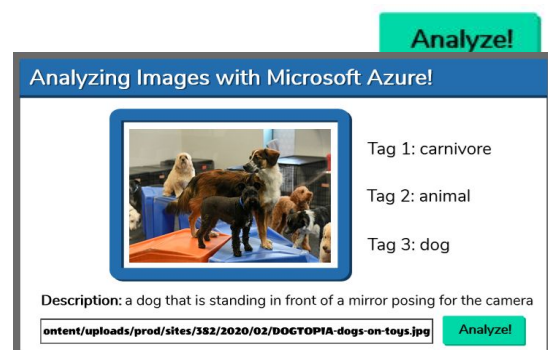 Analyze!
Analyzing Images with Microsoft Azure!
Tag 1: carnivore
Tag 2: animal
Tag 3: dog
Description: a dog that is standing in front of a mirror posing for the camera
ontent/uploads/prod/sites/382/2020/02/DOGTOPIA-dogs-on-toys.jpg
Analyze!